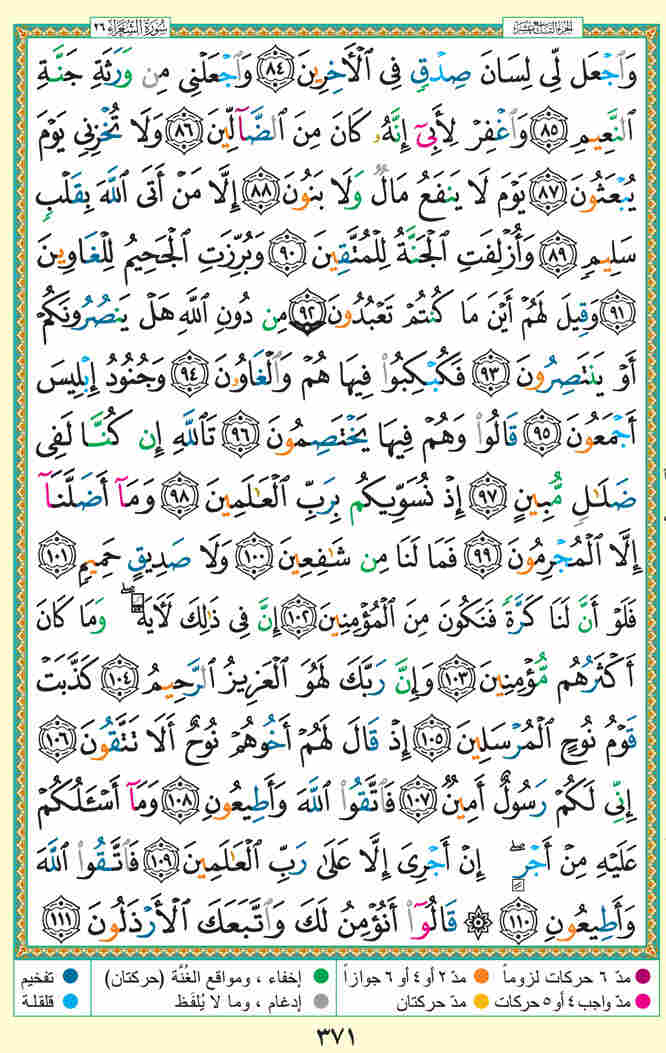 سُورَةُ الشُّعَرَاءِ ٢٦ الجزء التاسع عشر
وَٱجۡعَل لِّي لِسَانَ صِدۡقٖ فِي ٱلۡأٓخِرِينَ ٨٤ وَٱجۡعَلۡنِي مِن وَرَثَةِ جَنَّةِ
ٱلنَّعِيمِ ٨٥ وَٱغۡفِرۡ لِأَبِيٓ إِنَّهُۥ كَانَ مِنَ ٱلضَّآلِّينَ ٨٦ وَلَا تُخۡزِنِي يَوۡمَ
يُبۡعَثُونَ ٨٧ يَوۡمَ لَا يَنفَعُ مَالٞ وَلَا بَنُونَ ٨٨ إِلَّا مَنۡ أَتَى ٱللَّهَ بِقَلۡبٖ
سَلِيمٖ ٨٩ وَأُزۡلِفَتِ ٱلۡجَنَّةُ لِلۡمُتَّقِينَ ٩٠ وَبُرِّزَتِ ٱلۡجَحِيمُ لِلۡغَاوِينَ
٩١ وَقِيلَ لَهُمۡ أَيۡنَ مَا كُنتُمۡ تَعۡبُدُونَ ٩٢ مِن دُونِ ٱللَّهِ هَلۡ يَنصُرُونَكُمۡ
أَوۡ يَنتَصِرُونَ ٩٣ فَكُبۡكِبُواْ فِيهَا هُمۡ وَٱلۡغَاوُۥنَ ٩٤ وَجُنُودُ إِبۡلِيسَ
أَجۡمَعُونَ ٩٥ قَالُواْ وَهُمۡ فِيهَا يَخۡتَصِمُونَ ٩٦ تَٱللَّهِ إِن كُنَّا لَفِي
ضَلَٰلٖ مُّبِينٍ ٩٧ إِذۡ نُسَوِّيكُم بِرَبِّ ٱلۡعَٰلَمِينَ ٩٨ وَمَآ أَضَلَّنَآ
إِلَّا ٱلۡمُجۡرِمُونَ ٩٩ فَمَا لَنَا مِن شَٰفِعِينَ ١٠٠ وَلَا صَدِيقٍ حَمِيمٖ ١٠١
فَلَوۡ أَنَّ لَنَا كَرَّةٗ فَنَكُونَ مِنَ ٱلۡمُؤۡمِنِينَ ١٠٢ إِنَّ فِي ذَٰلِكَ لَأٓيَةٗۖ وَمَا كَانَ
أَكۡثَرُهُم مُّؤۡمِنِينَ ١٠٣ وَإِنَّ رَبَّكَ لَهُوَ ٱلۡعَزِيزُ ٱلرَّحِيمُ ١٠٤ كَذَّبَتۡ
قَوۡمُ نُوحٍ ٱلۡمُرۡسَلِينَ ١٠٥ إِذۡ قَالَ لَهُمۡ أَخُوهُمۡ نُوحٌ أَلَا تَتَّقُونَ ١٠٦
إِنِّي لَكُمۡ رَسُولٌ أَمِينٞ ١٠٧ فَٱتَّقُواْ ٱللَّهَ وَأَطِيعُونِ ١٠٨ وَمَآ أَسۡـَٔلُكُمۡ
عَلَيۡهِ مِنۡ أَجۡرٍۖ إِنۡ أَجۡرِيَ إِلَّا عَلَىٰ رَبِّ ٱلۡعَٰلَمِينَ ١٠٩ فَٱتَّقُواْ ٱللَّهَ
وَأَطِيعُونِ ١١٠ ۞ قَالُوٓاْ أَنُؤۡمِنُ لَكَ وَٱتَّبَعَكَ ٱلۡأَرۡذَلُونَ ١١١
مدّ ٦ حركات لزوماً مدّ ٢ أو ٤ أو ٦ جوازاً إخفاء ، ومواقع الغُنَّة (حركتان) تفخيم
مدّ واجب ٤ أو ٥ حركات مدّ حركتان إدغام ، وما لا يُلفَظ قلقلة
٣٧١